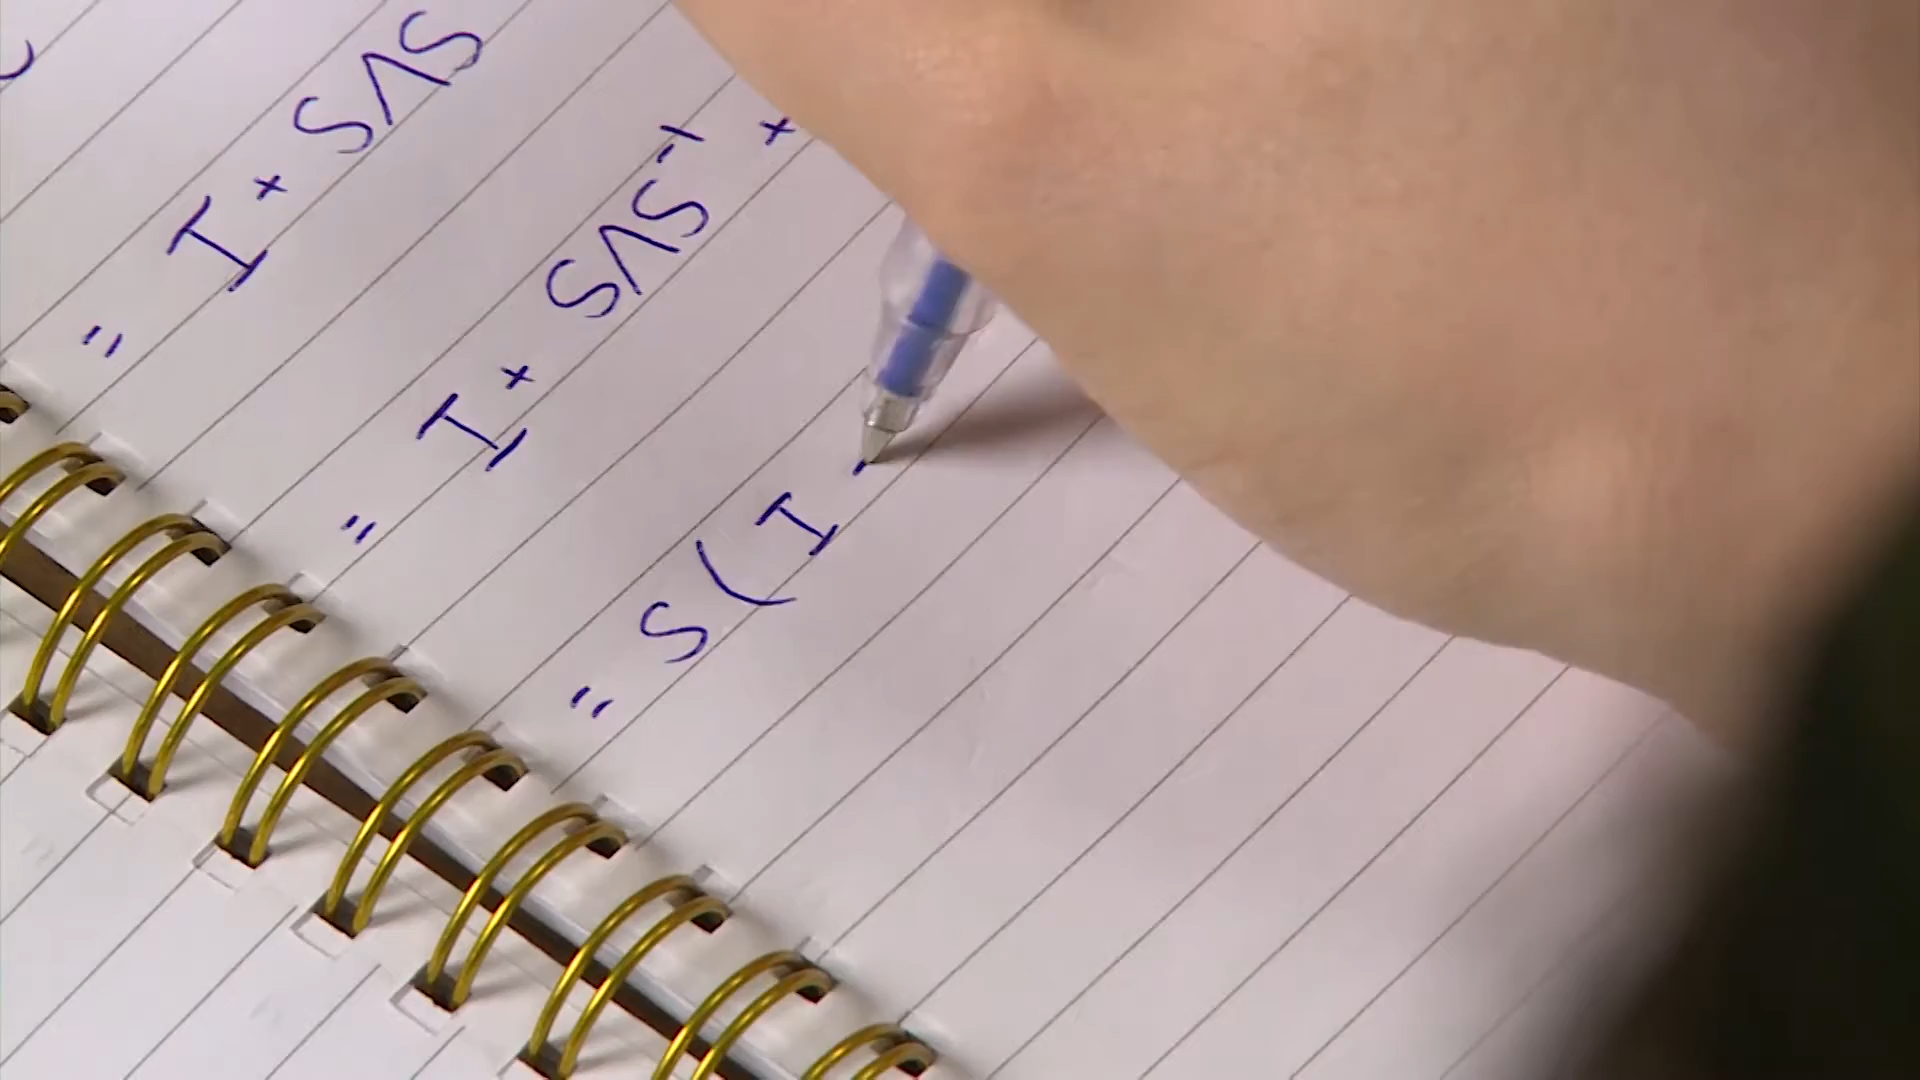 = I + SΛS
= I + SΛS⁻¹ +
= S ( I -